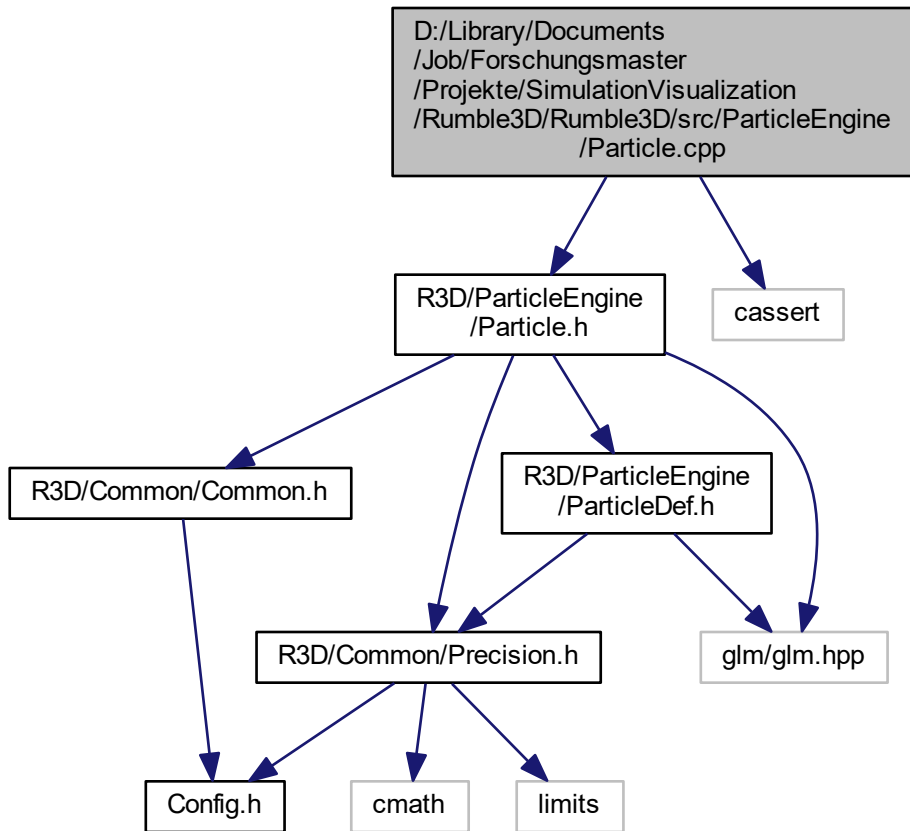 D:/Library/Documents
/Job/Forschungsmaster
/Projekte/SimulationVisualization
/Rumble3D/Rumble3D/src/ParticleEngine
/Particle.cpp
R3D/ParticleEngine
/Particle.h
cassert
R3D/Common/Common.h
R3D/ParticleEngine
/ParticleDef.h
R3D/Common/Precision.h
glm/glm.hpp
Config.h
cmath
limits